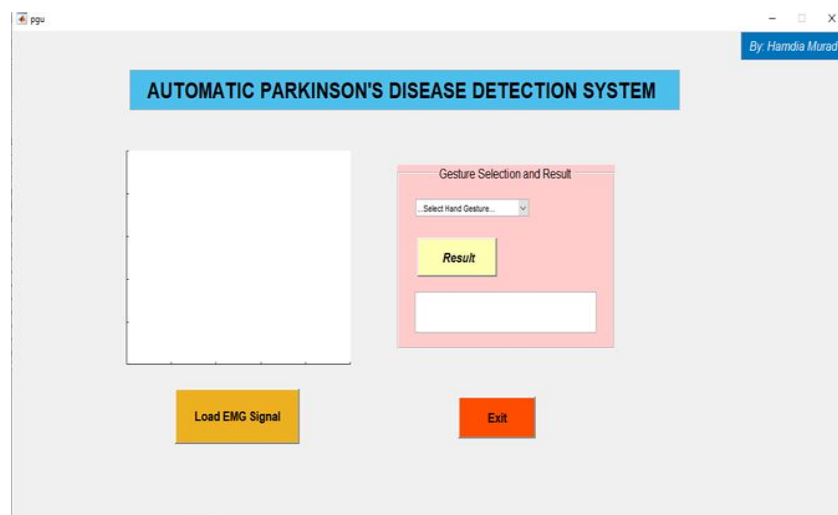 pgu
By: Hamdia Murad
AUTOMATIC PARKINSON'S DISEASE DETECTION SYSTEM
Gesture Selection and Result
...Select Hand Gesture...
Result
Load EMG Signal
Exit